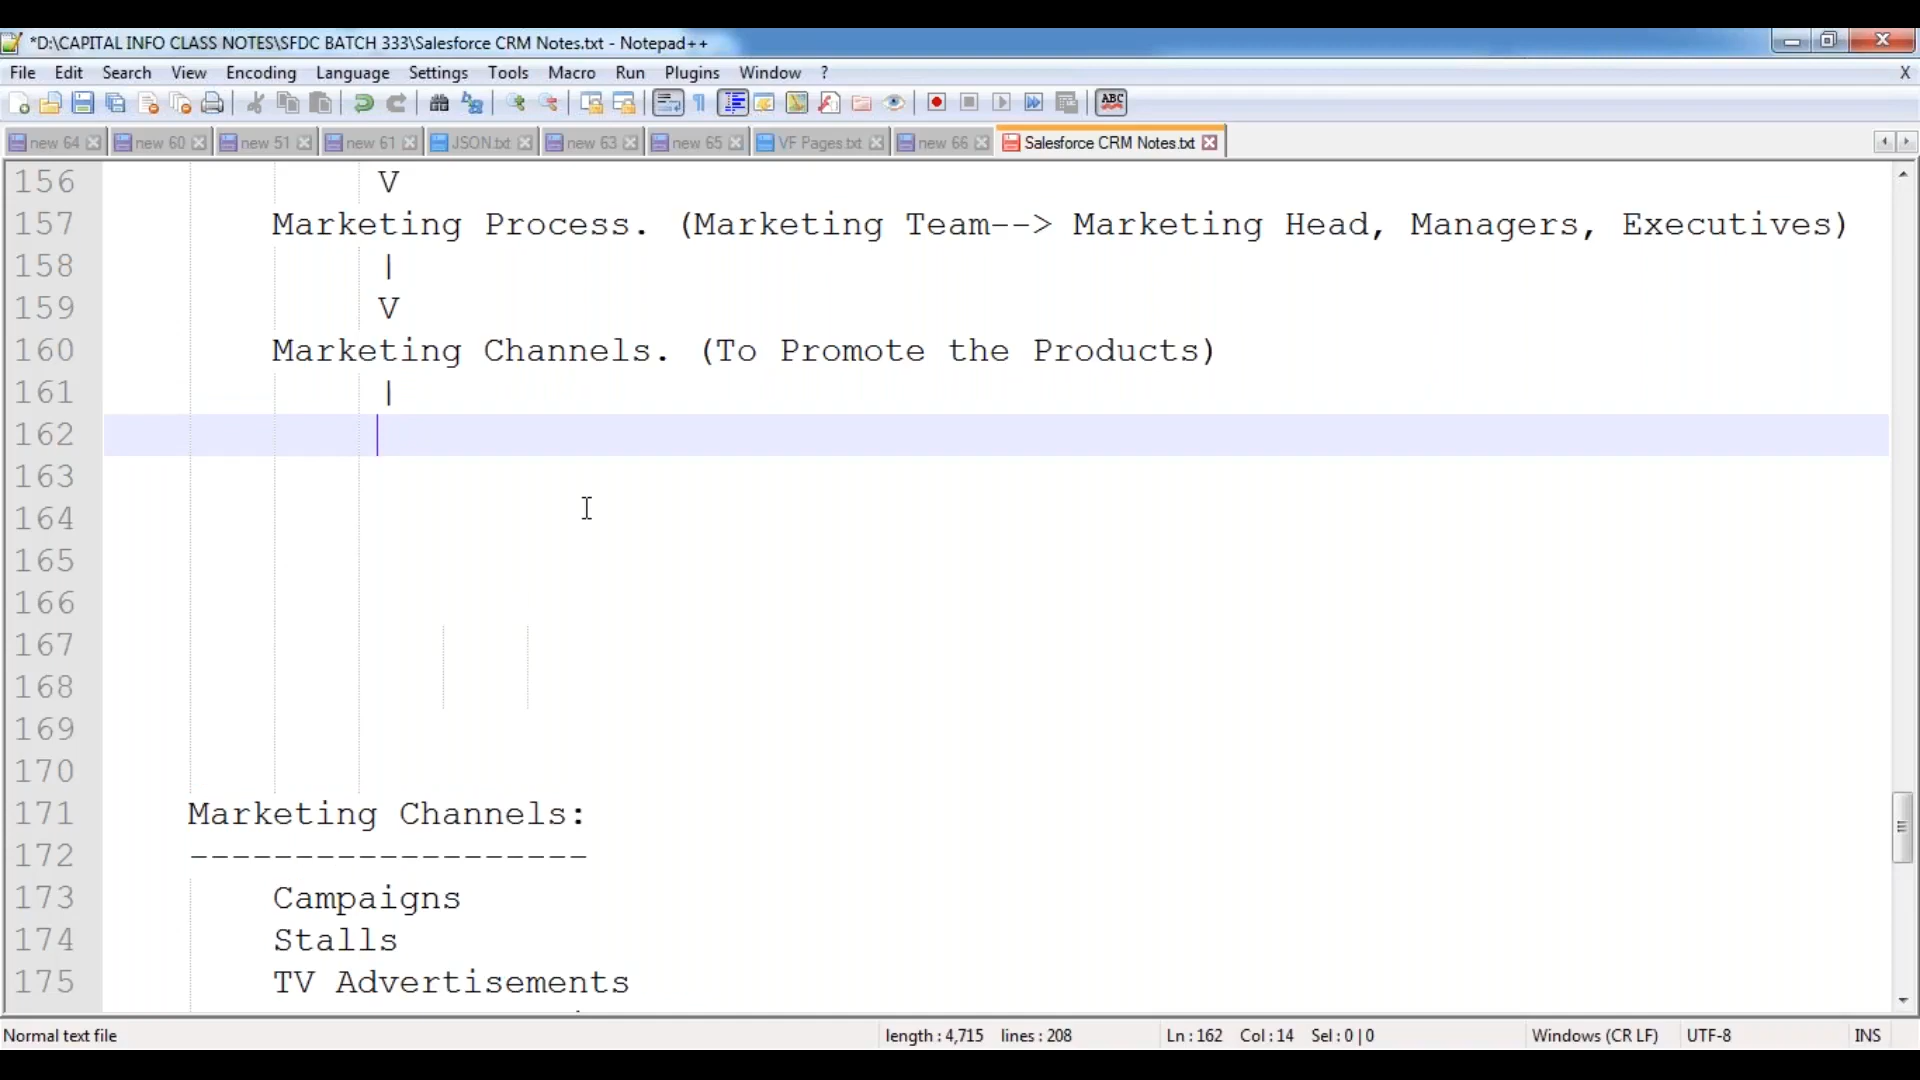 *D:\CAPITAL INFO CLASS NOTES\SFDC BATCH 333\Salesforce CRM Notes.txt - Notepad++
File Edit Search View Encoding Language Settings Tools Macro Run Plugins Window ? X
ABC
new 64 new 60 new 51 new 61 JSON.txt new 63 new 65 VF Pages.txt new 66 Salesforce CRM Notes.txt
156 V
157 Marketing Process. (Marketing Team--> Marketing Head, Managers, Executives)
158 |
159 V
160 Marketing Channels. (To Promote the Products)
161 |
162
163
164
165
166
167
168
169
170
171 Marketing Channels:
172 -------------------
173 Campaigns
174 Stalls
175 TV Advertisements
Normal text file length : 4,715 lines : 208 Ln : 162 Col : 14 Sel : 0 | 0 Windows (CR LF) UTF-8 INS